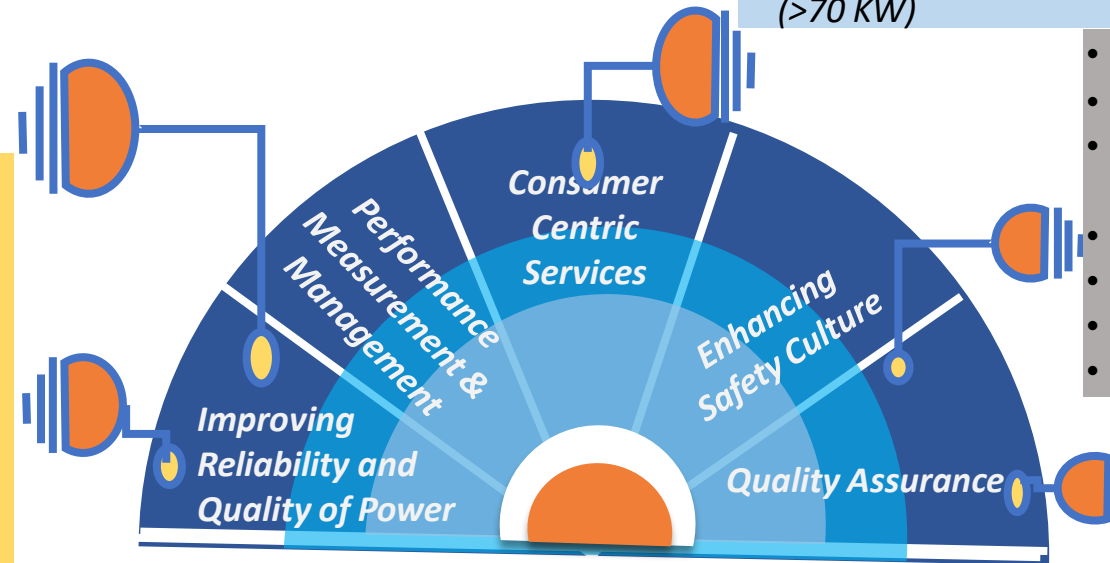 (>70 KW)
Consumer
Centric
Services
Performance
Measurement &
Management
Enhancing
Safety Culture
Improving
Reliability and
Quality of Power
Quality Assurance